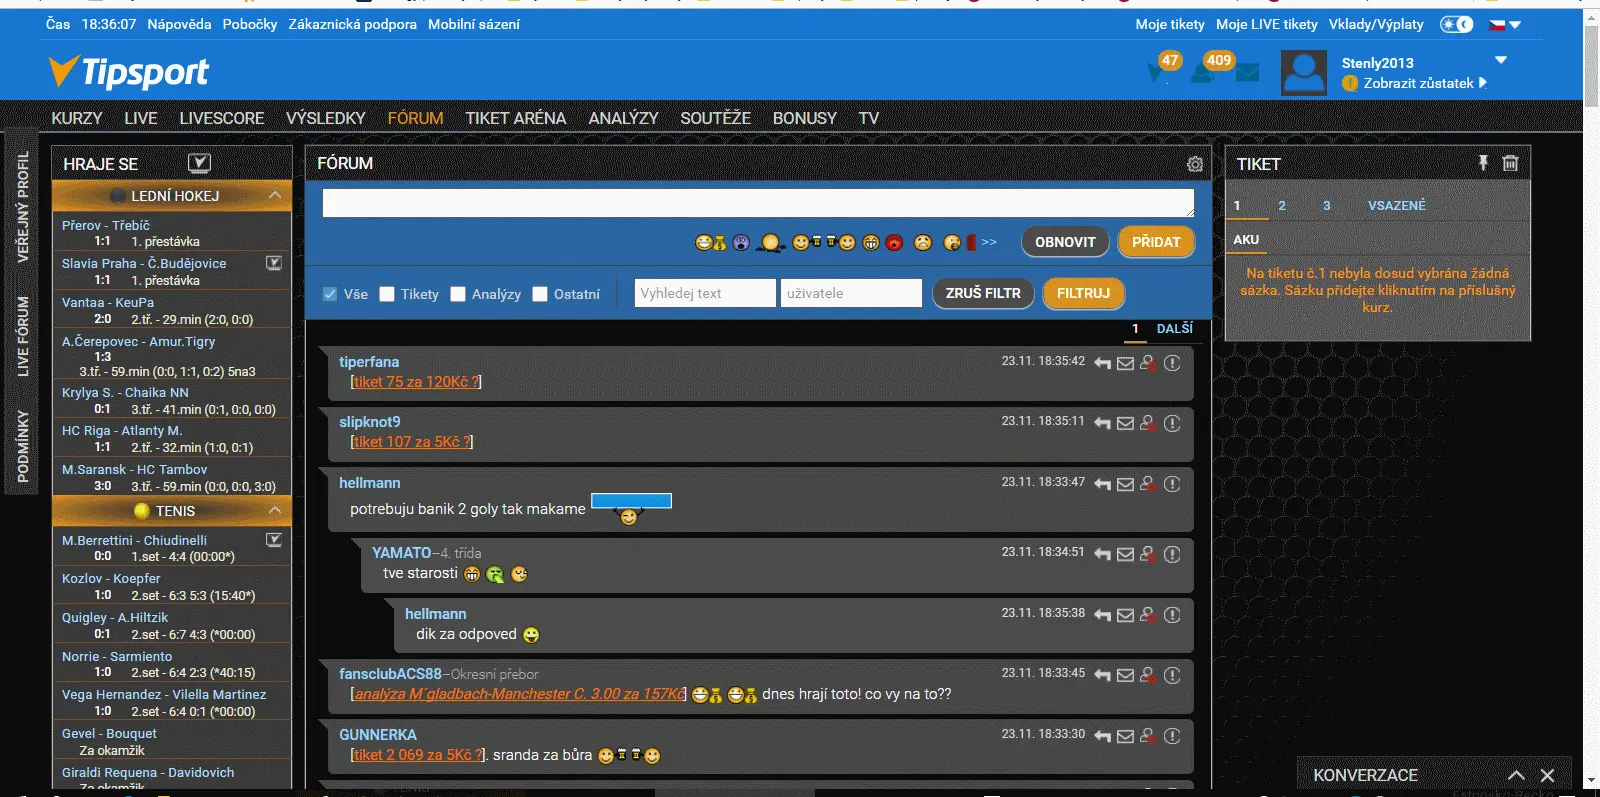 Čas 18:36:07 Nápověda Pobočky Zákaznická podpora Mobilní sázení
Moje tikety Moje LIVE tikety Vklady/Výplaty
Tipsport
47 409
Stenly2013
Zobrazit zůstatek
KURZY LIVE LIVESCORE VÝSLEDKY FÓRUM TIKET ARÉNA ANALÝZY SOUTĚŽE BONUSY TV
VEŘEJNÝ PROFIL
LIVE FÓRUM
PODMÍNKY
HRAJE SE
LEDNÍ HOKEJ
Přerov - Třebíč
1:1 1. přestávka
Slavia Praha - Č.Budějovice
1:1 1. přestávka
Vantaa - KeuPa
2:0 2.tř. - 29.min (2:0, 0:0)
A.Čerepovec - Amur.Tigry
1:3
3.tř. - 59.min (0:0, 1:1, 0:2) 5na3
Krylya S. - Chaika NN
0:1 3.tř. - 41.min (0:1, 0:0, 0:0)
HC Riga - Atlanty M.
1:1 2.tř. - 32.min (1:0, 0:1)
M.Saransk - HC Tambov
3:0 3.tř. - 59.min (0:0, 0:0, 3:0)
TENIS
M.Berrettini - Chiudinelli
0:0 1.set - 4:4 (00:00*)
Kozlov - Koepfer
1:0 2.set - 6:3 5:3 (15:40*)
Quigley - A.Hiltzik
0:1 2.set - 6:7 4:3 (*00:00)
Norrie - Sarmiento
1:0 2.set - 6:4 2:3 (*40:15)
Vega Hernandez - Vilella Martinez
1:0 2.set - 6:4 0:1 (*00:00)
Gevel - Bouquet
Za okamžik
Giraldi Requena - Davidovich
Za okamžik
FÓRUM
>> OBNOVIT PŘIDAT
Vše Tikety Analýzy Ostatní Vyhledej text uživatele ZRUŠ FILTR FILTRUJ
1 DALŠÍ
tiperfana 23.11. 18:35:42
[tiket 75 za 120Kč ?]
slipknot9 23.11. 18:35:11
[tiket 107 za 5Kč ?]
hellmann 23.11. 18:33:47
potrebuju banik 2 goly tak makame
YAMATO–4. třída 23.11. 18:34:51
tve starosti
hellmann 23.11. 18:35:38
dik za odpoved
fansclubACS88–Okresní přebor 23.11. 18:33:45
[analýza M´gladbach-Manchester C. 3.00 za 157Kč] dnes hrají toto! co vy na to??
GUNNERKA 23.11. 18:33:30
[tiket 2 069 za 5Kč ?]. sranda za bůra
TIKET
1 2 3 VSAZENÉ
AKU
Na tiketu č.1 nebyla dosud vybrána žádná
sázka. Sázku přidejte kliknutím na příslušný
kurz.
KONVERZACE